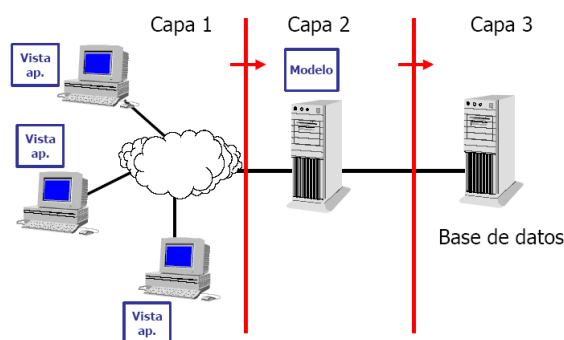 Capa 1
Capa 2
Capa 3
Vista
ap.
Modelo
Vista
ap.
Base de datos
Vista
ap.